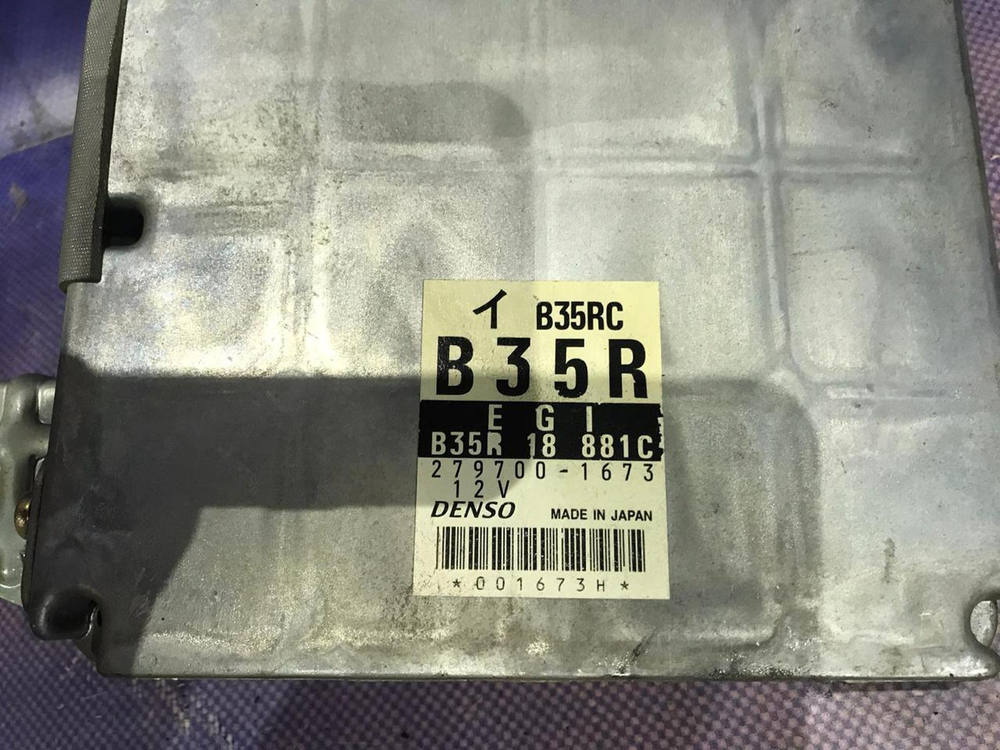 イ B35RC
B35R
EGI
B35R 18 881C
279700-1673
12V
DENSO MADE IN JAPAN
*001673H*